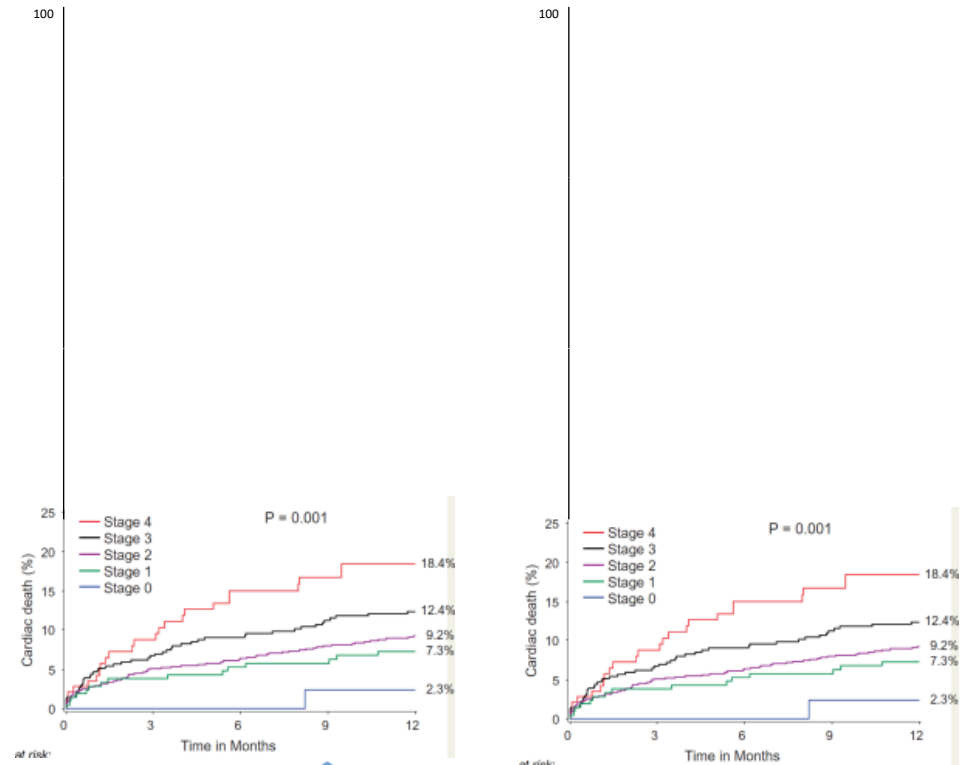 100
25
20
15
10
5
0
Cardiac death (%)
Stage 4
Stage 3
Stage 2
Stage 1
Stage 0
P = 0.001
18.4%
12.4%
9.2%
7.3%
2.3%
0 3 6 9 12
Time in Months
at risk:
100
25
20
15
10
5
0
Cardiac death (%)
Stage 4
Stage 3
Stage 2
Stage 1
Stage 0
P = 0.001
18.4%
12.4%
9.2%
7.3%
2.3%
0 3 6 9 12
Time in Months
at risk: